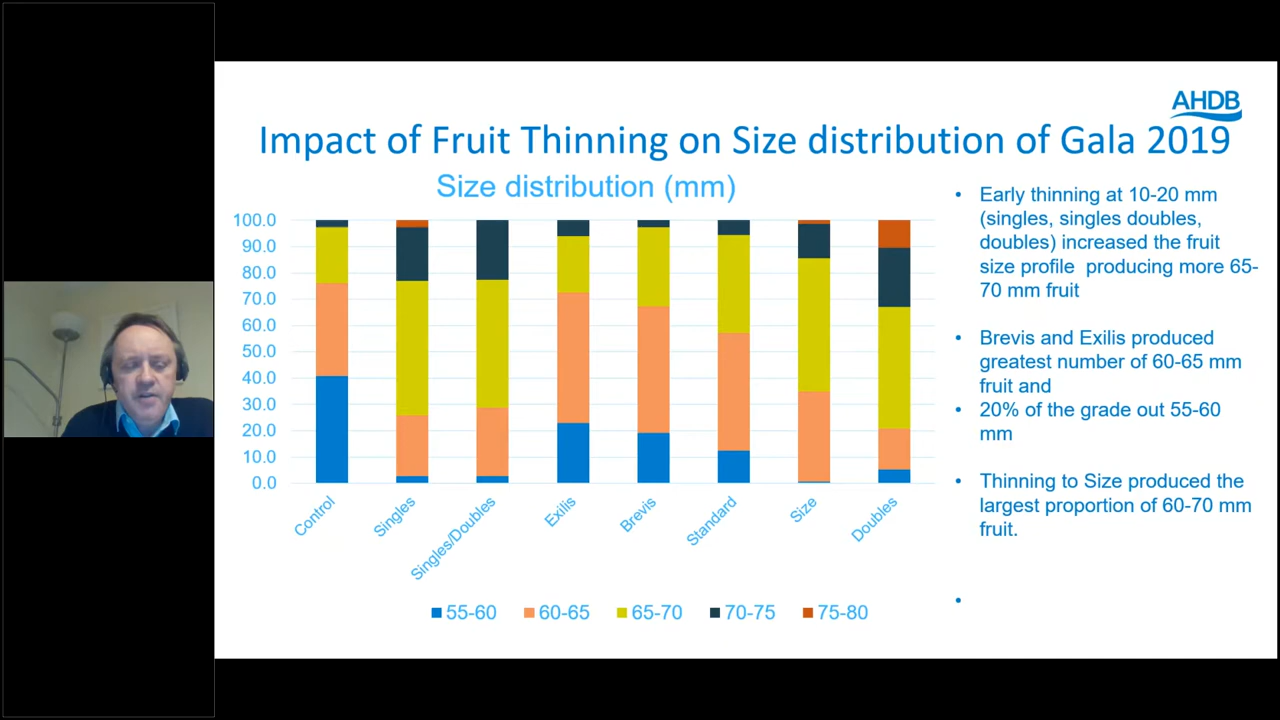 AHDB
Impact of Fruit Thinning on Size distribution of Gala 2019
Size distribution (mm)
100.0
90.0
80.0
70.0
60.0
50.0
40.0
30.0
20.0
10.0
0.0
Control
Singles
Singles/Doubles
Exilis
Brevis
Standard
Size
Doubles
55-60
60-65
65-70
70-75
75-80
• Early thinning at 10-20 mm
(singles, singles doubles,
doubles) increased the fruit
size profile producing more 65-
70 mm fruit
• Brevis and Exilis produced
greatest number of 60-65 mm
fruit and
• 20% of the grade out 55-60
mm
• Thinning to Size produced the
largest proportion of 60-70 mm
fruit.
•